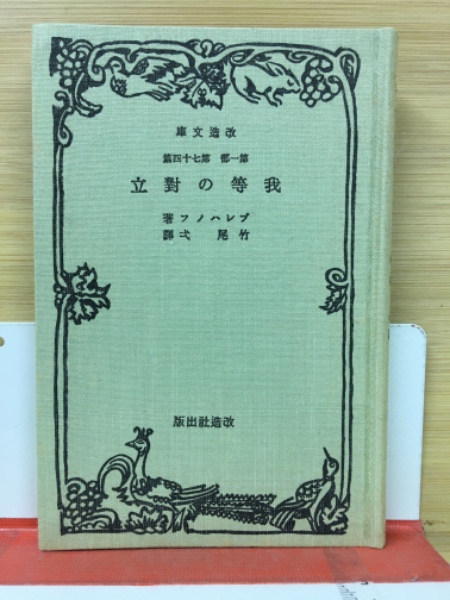 改造文庫
第一部 第七十四篇
我等の對立
プレハノフ著
竹尾弌譯
改造社出版